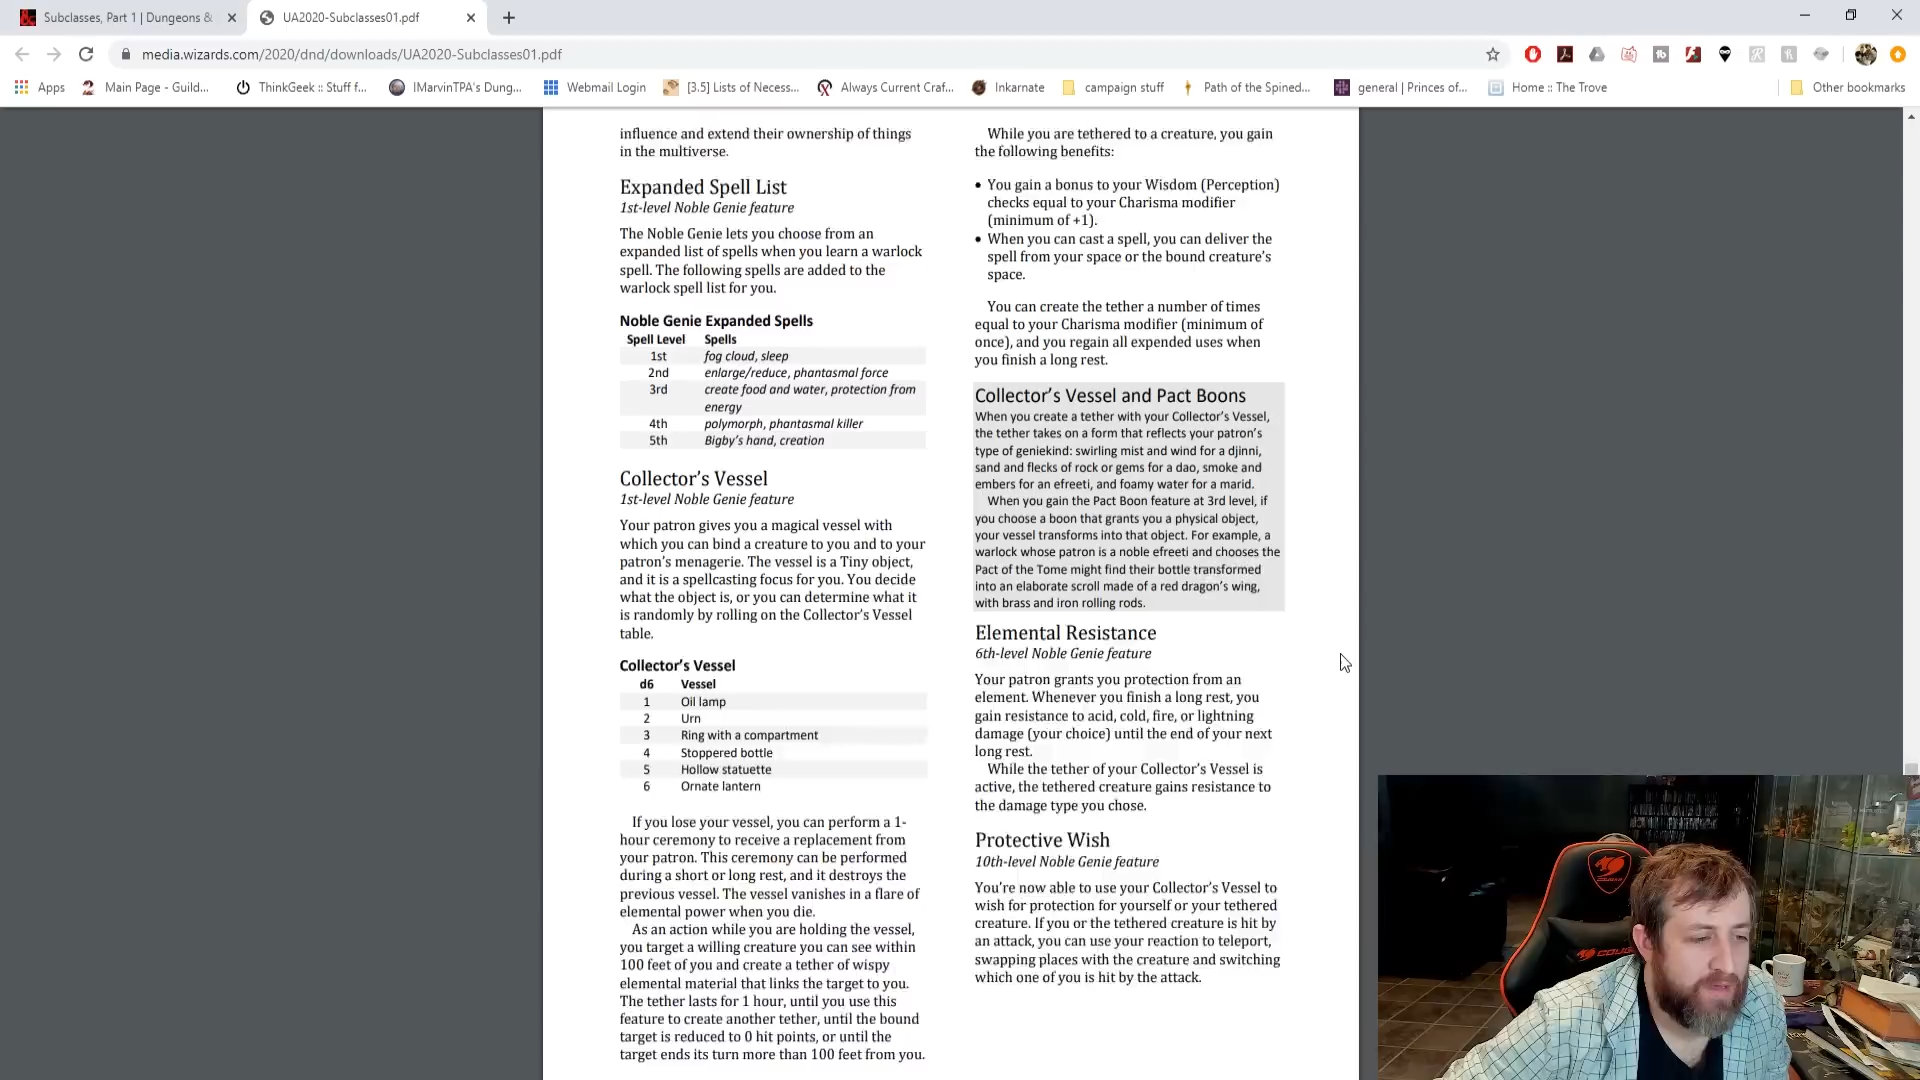 Subclasses, Part 1 | Dungeons &
UA2020-Subclasses01.pdf
media.wizards.com/2020/dnd/downloads/UA2020-Subclasses01.pdf
Apps
Main Page - Guild...
ThinkGeek :: Stuff f...
IMarvinTPA's Dung...
Webmail Login
[3.5] Lists of Necess...
Always Current Craf...
Inkarnate
campaign stuff
Path of the Spined...
general | Princes of...
Home :: The Trove
Other bookmarks
influence and extend their ownership of things
in the multiverse.
Expanded Spell List
1st-level Noble Genie feature
The Noble Genie lets you choose from an
expanded list of spells when you learn a warlock
spell. The following spells are added to the
warlock spell list for you.
Noble Genie Expanded Spells
Spell Level Spells
1st fog cloud, sleep
2nd enlarge/reduce, phantasmal force
3rd create food and water, protection from
energy
4th polymorph, phantasmal killer
5th Bigby's hand, creation
Collector's Vessel
1st-level Noble Genie feature
Your patron gives you a magical vessel with
which you can bind a creature to you and to your
patron's menagerie. The vessel is a Tiny object,
and it is a spellcasting focus for you. You decide
what the object is, or you can determine what it
is randomly by rolling on the Collector's Vessel
table.
Collector's Vessel
d6 Vessel
1 Oil lamp
2 Urn
3 Ring with a compartment
4 Stoppered bottle
5 Hollow statuette
6 Ornate lantern
If you lose your vessel, you can perform a 1-
hour ceremony to receive a replacement from
your patron. This ceremony can be performed
during a short or long rest, and it destroys the
previous vessel. The vessel vanishes in a flare of
elemental power when you die.
As an action while you are holding the vessel,
you target a willing creature you can see within
100 feet of you and create a tether of wispy
elemental material that links the target to you.
The tether lasts for 1 hour, until you use this
feature to create another tether, until the bound
target is reduced to 0 hit points, or until the
target ends its turn more than 100 feet from you.
While you are tethered to a creature, you gain
the following benefits:
• You gain a bonus to your Wisdom (Perception)
checks equal to your Charisma modifier
(minimum of +1).
• When you can cast a spell, you can deliver the
spell from your space or the bound creature's
space.
You can create the tether a number of times
equal to your Charisma modifier (minimum of
once), and you regain all expended uses when
you finish a long rest.
Collector's Vessel and Pact Boons
When you create a tether with your Collector's Vessel,
the tether takes on a form that reflects your patron's
type of geniekind: swirling mist and wind for a djinni,
sand and flecks of rock or gems for a dao, smoke and
embers for an efreeti, and foamy water for a marid.
When you gain the Pact Boon feature at 3rd level, if
you choose a boon that grants you a physical object,
your vessel transforms into that object. For example, a
warlock whose patron is a noble efreeti and chooses the
Pact of the Tome might find their bottle transformed
into an elaborate scroll made of a red dragon's wing,
with brass and iron rolling rods.
Elemental Resistance
6th-level Noble Genie feature
Your patron grants you protection from an
element. Whenever you finish a long rest, you
gain resistance to acid, cold, fire, or lightning
damage (your choice) until the end of your next
long rest.
While the tether of your Collector's Vessel is
active, the tethered creature gains resistance to
the damage type you chose.
Protective Wish
10th-level Noble Genie feature
You're now able to use your Collector's Vessel to
wish for protection for yourself or your tethered
creature. If you or the tethered creature is hit by
an attack, you can use your reaction to teleport,
swapping places with the creature and switching
which one of you is hit by the attack.